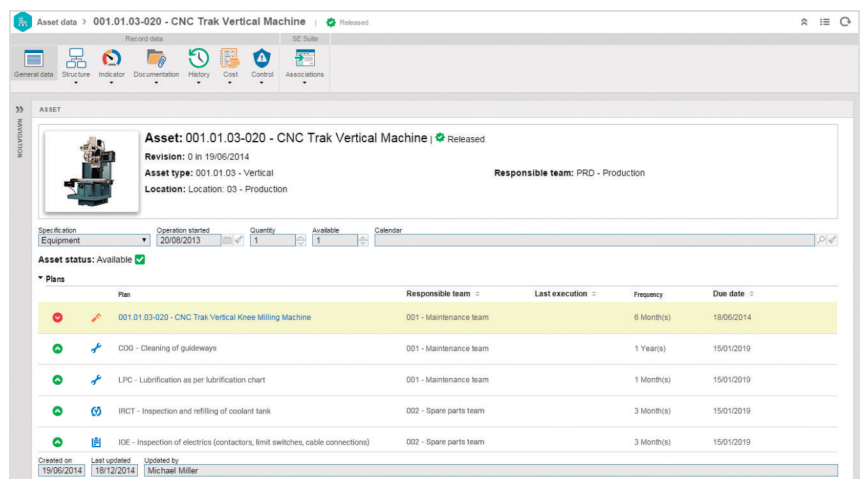 Asset data > 001.01.03-020 - CNC Trak Vertical Machine | Released
Record data SE Suite
General data Structure Indicator Documentation History Cost Control Associations
NAVIGATION
ASSET
Asset: 001.01.03-020 - CNC Trak Vertical Machine | Released
Revision: 0 in 19/06/2014
Asset type: 001.01.03 - Vertical Responsible team: PRD - Production
Location: Location: 03 - Production
Specification Operation started Quantity Available Calendar
Equipment 20/08/2013 1 1
Asset status: Available
Plans
Plan Responsible team Last execution Frequency Due date
001.01.03-020 - CNC Trak Vertical Knee Milling Machine 001 - Maintenance team 6 Month(s) 18/06/2014
COG - Cleaning of guideways 001 - Maintenance team 1 Year(s) 15/01/2019
LPC - Lubrification as per lubrification chart 001 - Maintenance team 1 Month(s) 15/01/2019
IRCT - Inspection and refilling of coolant tank 002 - Spare parts team 3 Month(s) 15/01/2019
IOE - Inspection of electrics (contactors, limit switches, cable connections) 002 - Spare parts team 3 Month(s) 15/01/2019
Created on Last updated Updated by
19/06/2014 18/12/2014 Michael Miller